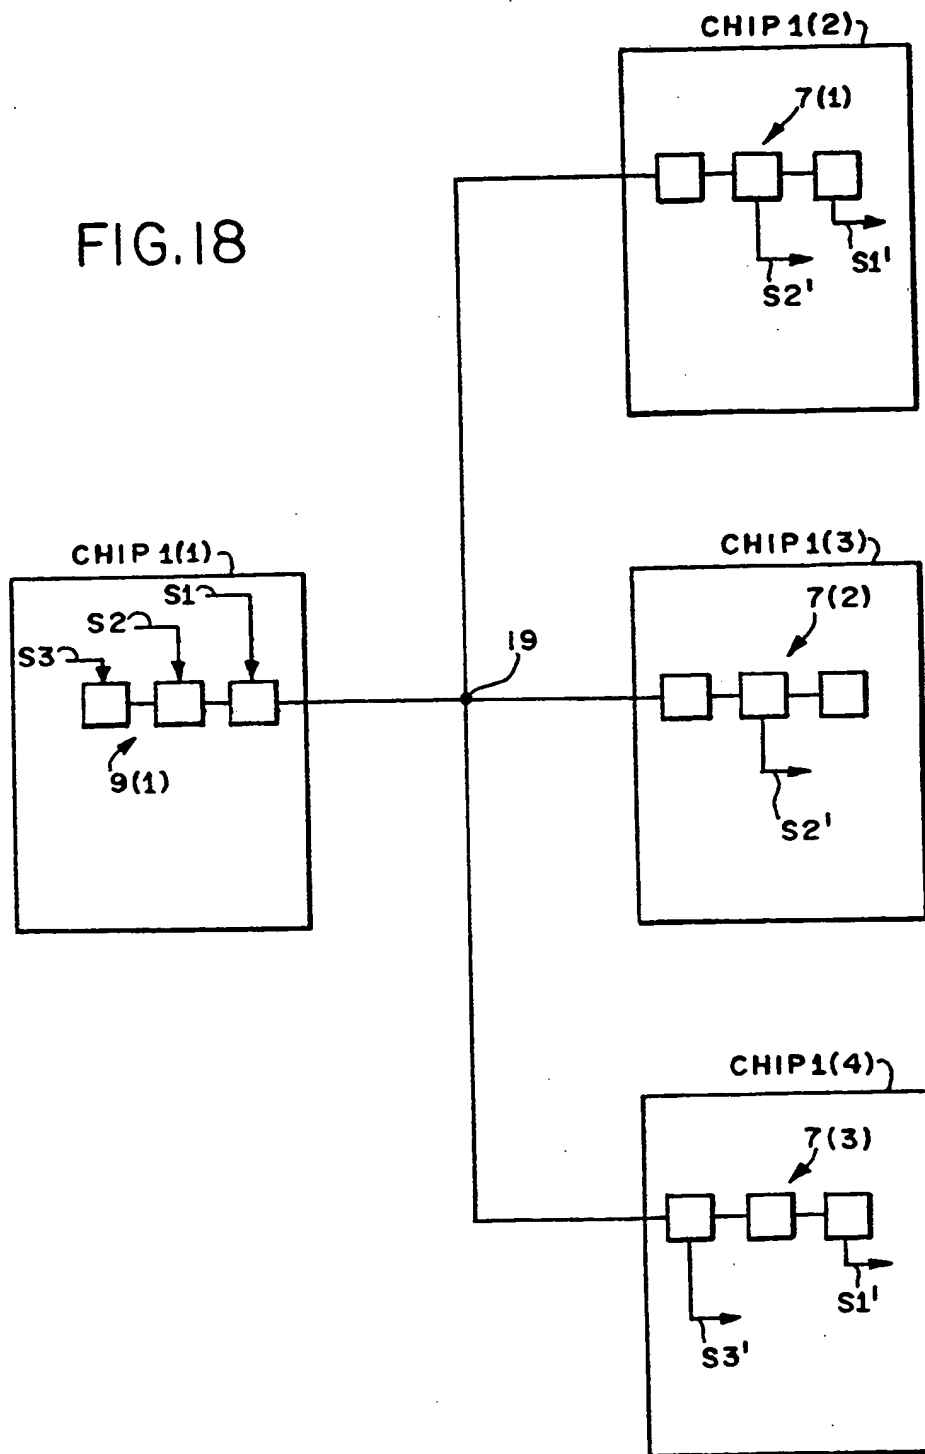 CHIP 1(2)
7(1)
FIG.18
S1'
S2'
CHIP 1(1)
CHIP 1(3)
S1
7(2)
S2
19
S3
9(1)
S2'
CHIP 1(4)
7(3)
S1'
S3'